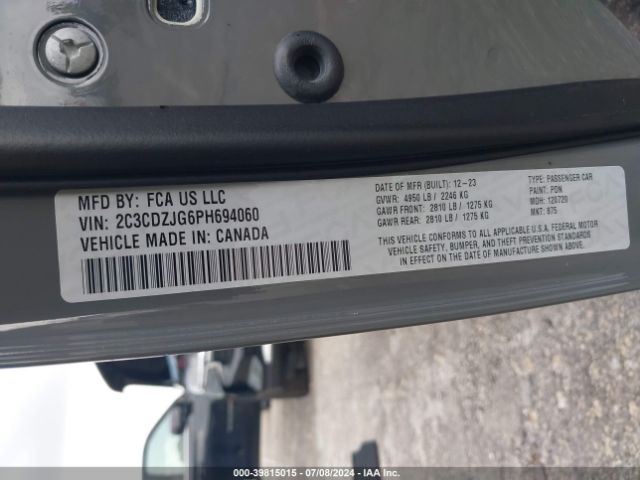 MFD BY: FCA US LLC
VIN: 2C3CDZJG6PH694060
VEHICLE MADE IN: CANADA
DATE OF MFR (BUILT): 12-23
GVWR: 4950 LB / 2246 KG
GAWR FRONT: 2810 LB / 1275 KG
GAWR REAR: 2810 LB / 1275 KG
TYPE: PASSENGER CAR
PAINT: PDN
MDH: 120720
MKT: 875
THIS VEHICLE CONFORMS TO ALL APPLICABLE U.S.A. FEDERAL MOTOR
VEHICLE SAFETY, BUMPER, AND THEFT PREVENTION STANDARDS
IN EFFECT ON THE DATE OF MANUFACTURE SHOWN ABOVE.
000-39815015 - 07/08/2024 - IAA Inc.